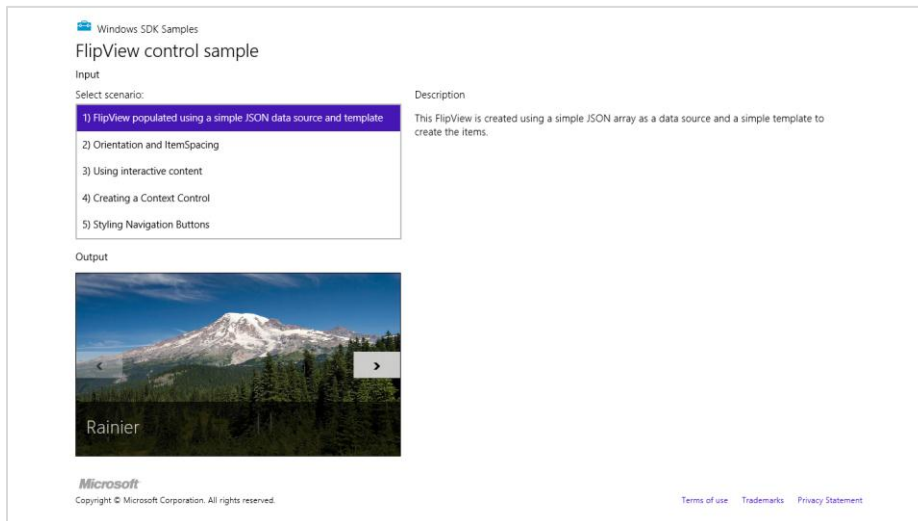 Windows SDK Samples
FlipView control sample
Input
Select scenario:
1) FlipView populated using a simple JSON data source and template
2) Orientation and ItemSpacing
3) Using interactive content
4) Creating a Context Control
5) Styling Navigation Buttons
Description
This FlipView is created using a simple JSON array as a data source and a simple template to
create the items.
Output
Rainier
Microsoft
Copyright © Microsoft Corporation. All rights reserved.
Terms of use Trademarks Privacy Statement